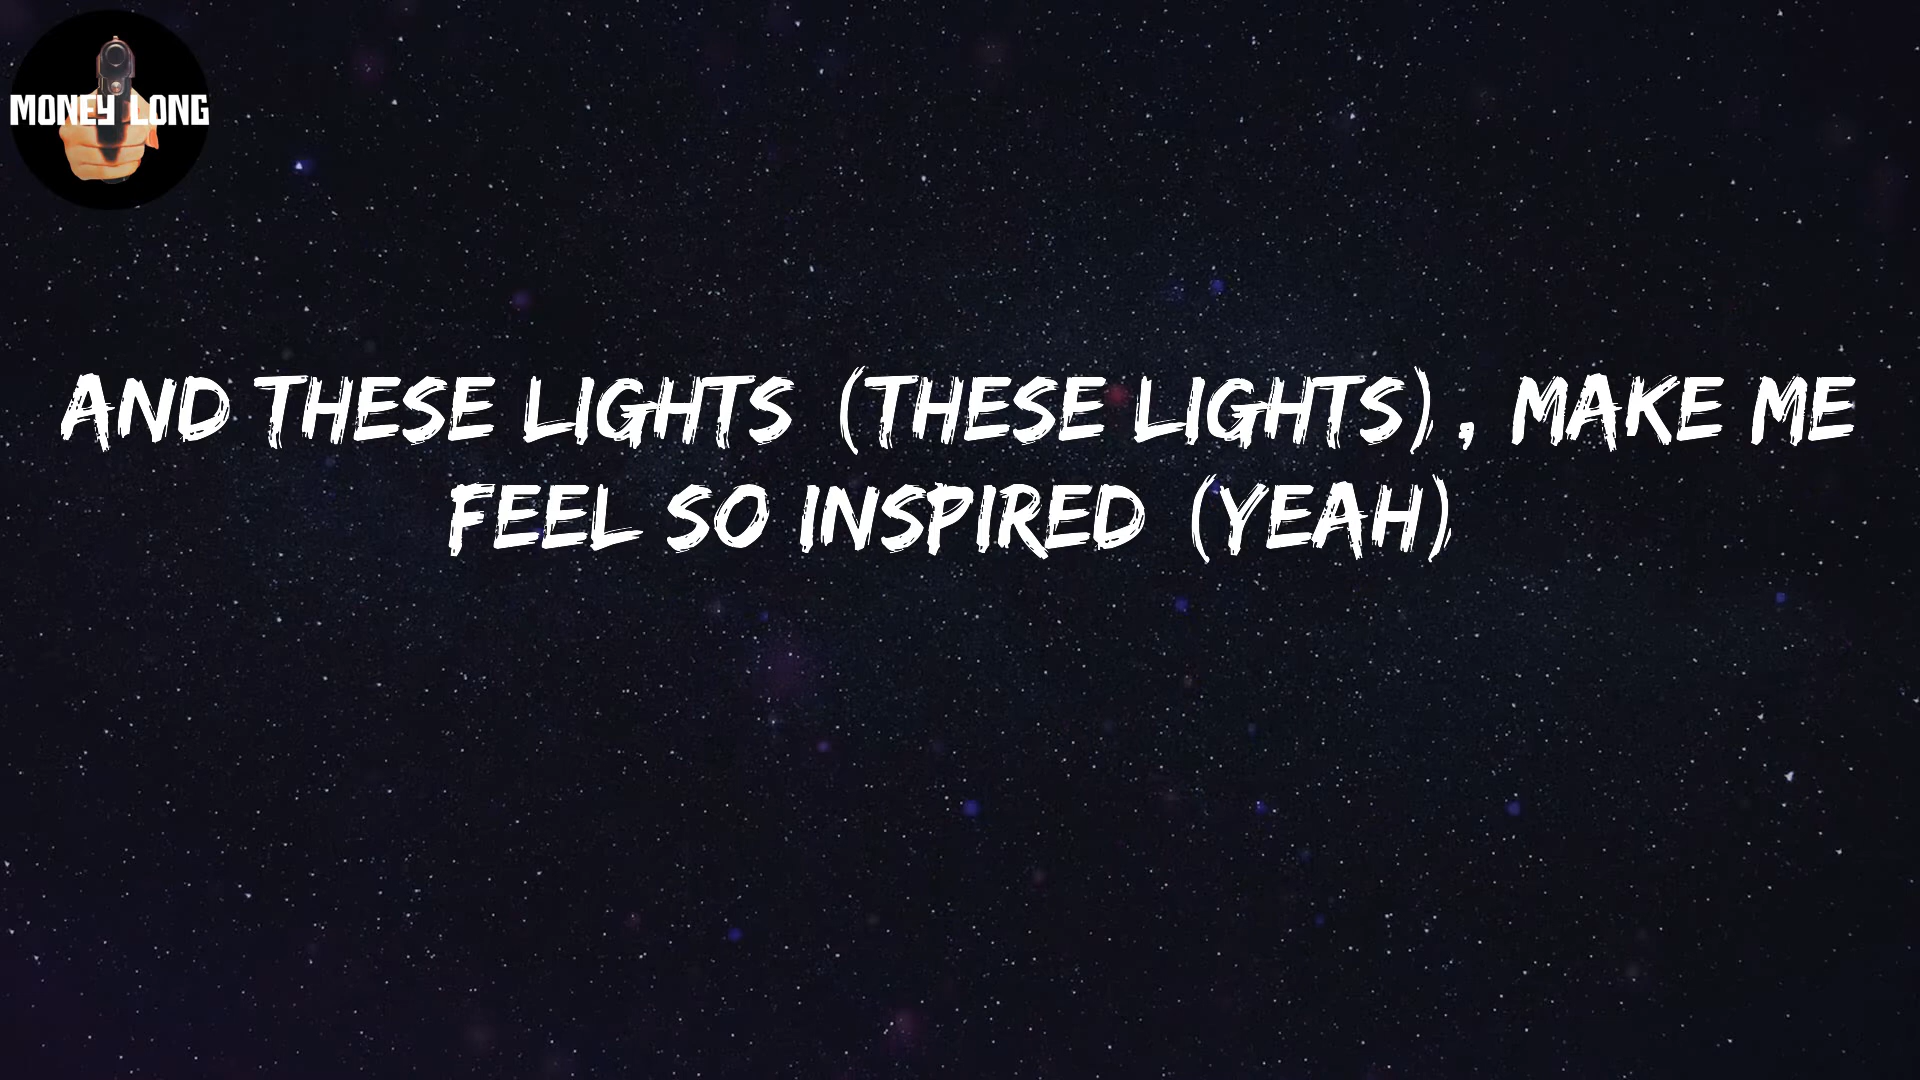 MONEY LONG
AND THESE LIGHTS (THESE LIGHTS), MAKE ME
FEEL SO INSPIRED (YEAH)